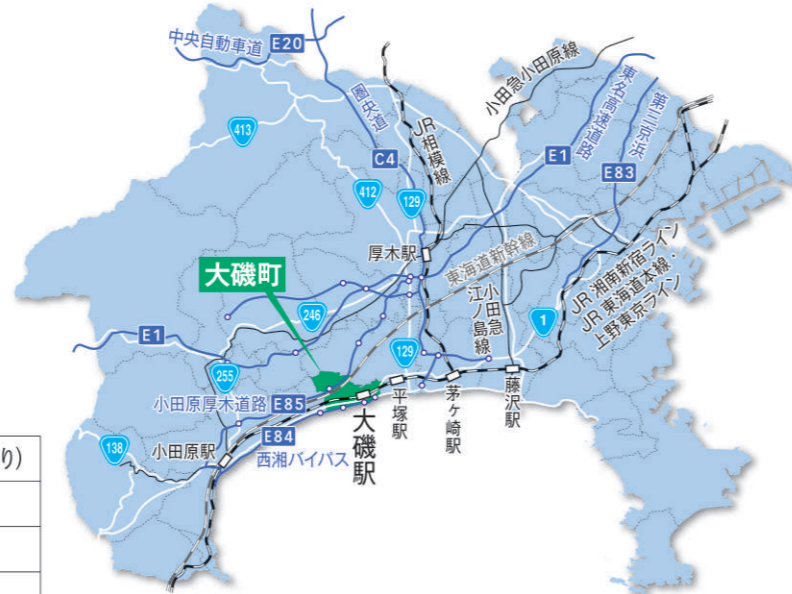 中央自動車道
E20
圏央道
小田急小田原線
東名高速道路
第三京浜
413
JR相模線
C4
E1
E83
412
129
厚木駅
東海道新幹線
JR 湘南新宿ライン
JR 東海道本線・
上野東京ライン
大磯町
小田急
江ノ島線
246
1
E1
129
255
小田原厚木道路
E85
平塚駅
茅ヶ崎駅
藤沢駅
大磯駅
138
小田原駅
E84
西湘バイパス
り)